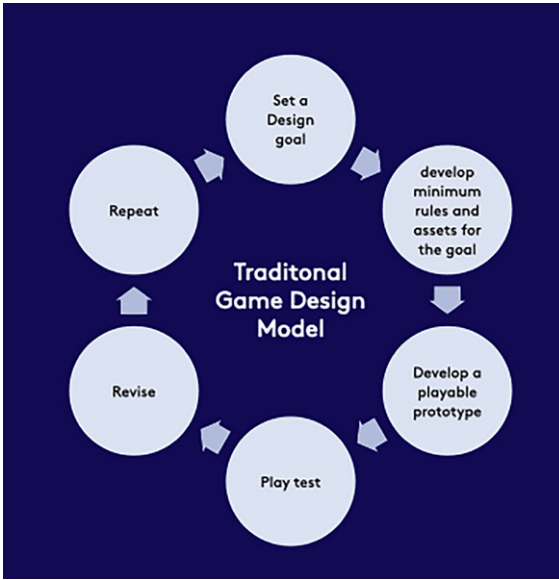 Set a
Design
goal
develop
minimum
rules and
assets for
the goal
Develop a
playable
prototype
Play test
Revise
Repeat
Traditonal
Game Design
Model